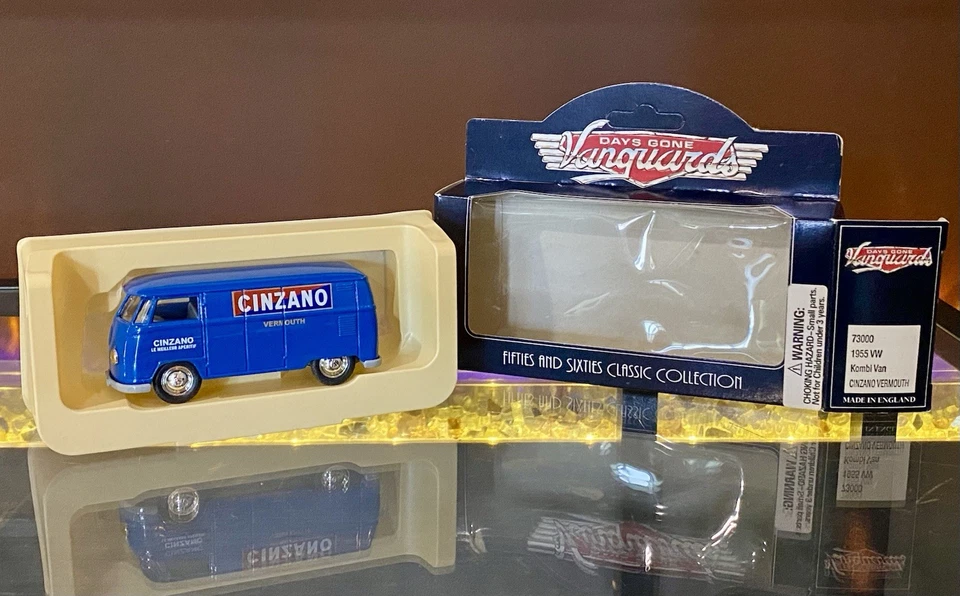 CINZANO
VERMOUTH
CINZANO
LE MEILLEUR APERITIF
DAYS GONE
Vanguards
FIFTIES AND SIXTIES CLASSIC COLLECTION
WARNING:
CHOKING HAZARD–Small parts.
Not for Children under 3 years.
DAYS GONE
Vanguards
73000
1955 VW
Kombi Van
CINZANO VERMOUTH
MADE IN ENGLAND